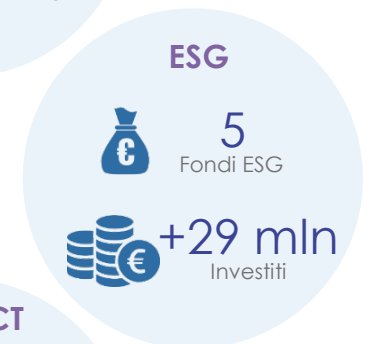 ESG
5
Fondi ESG
+29 mln
Investiti
CT